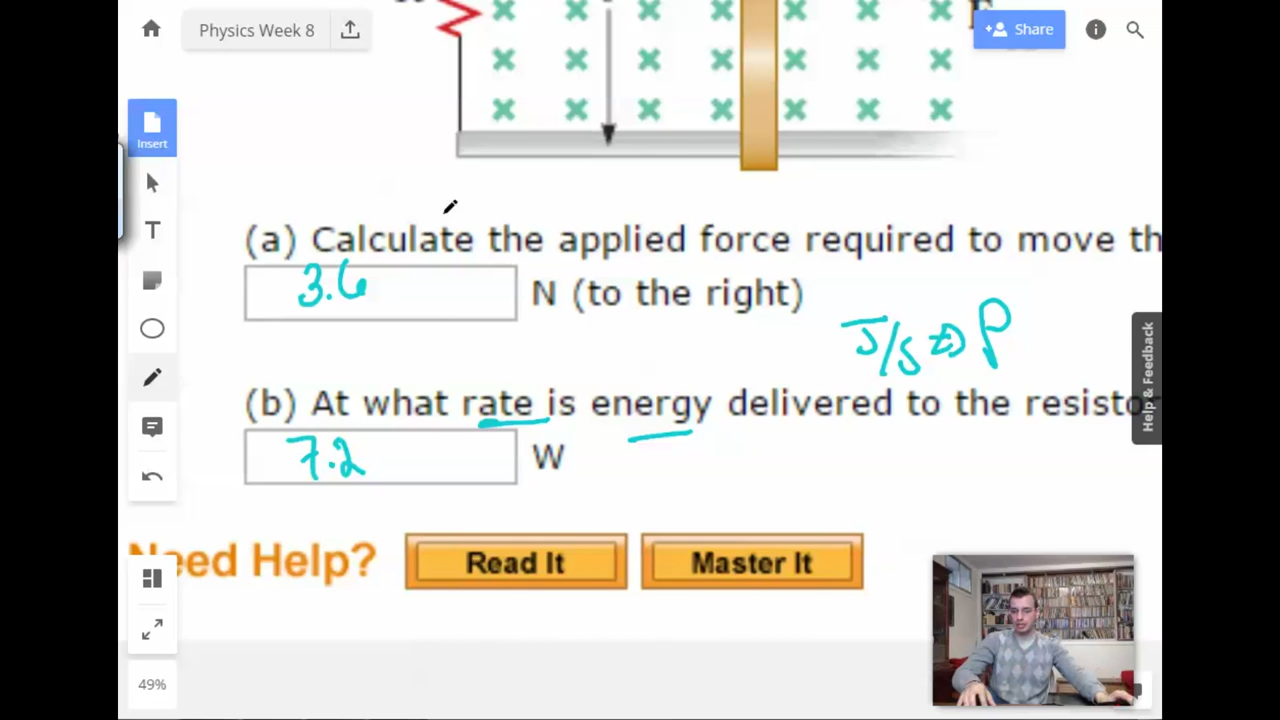 Physics Week 8
Share
Insert
T
(a) Calculate the applied force required to move th
3.6
N (to the right)
J/s ⇔ P
Help & Feedback
(b) At what rate is energy delivered to the resisto
7.2
W
Need Help?
Read It
Master It
49%